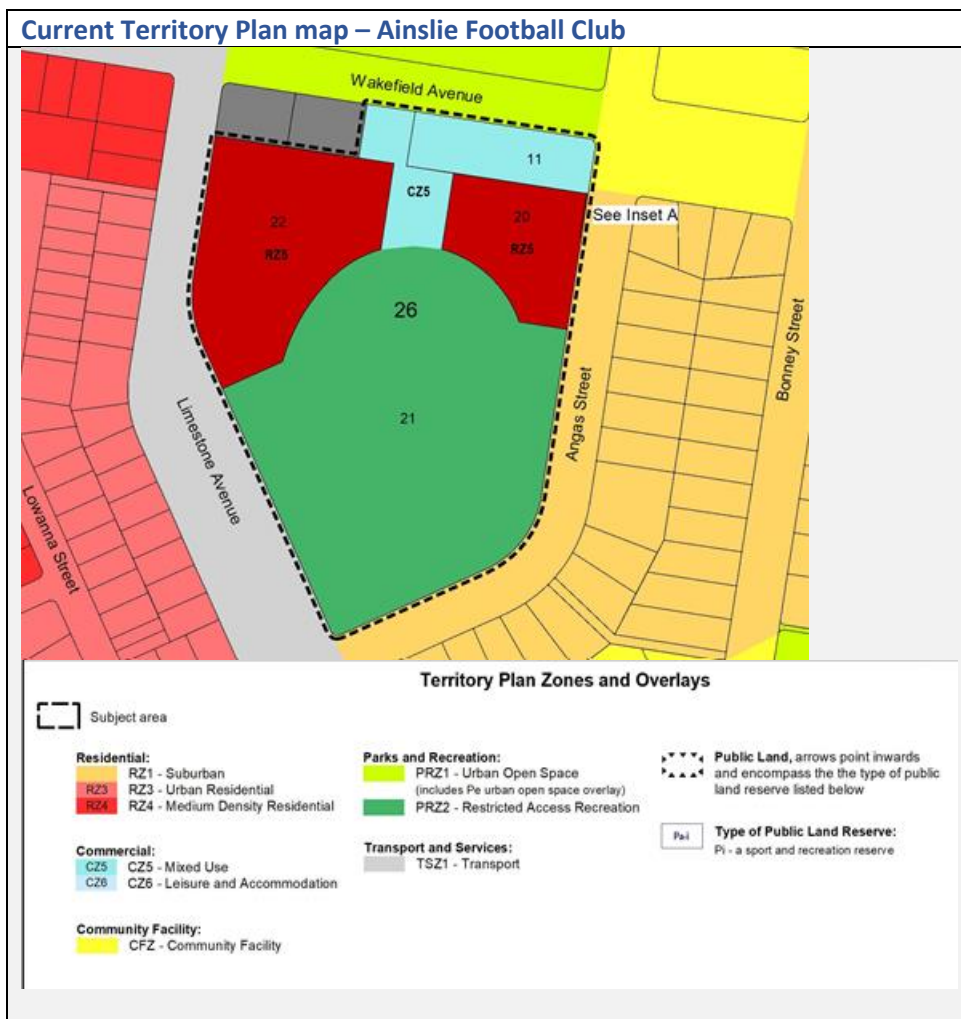 Current Territory Plan map – Ainslie Football Club
Wakefield Avenue
11
CZ5
20
See Inset A
22
RZ5
RZ5
26
Bonney Street
Angas Street
21
Limestone Avenue
Lowanna Street
Territory Plan Zones and Overlays
Subject area
Residential:
RZ1 - Suburban
RZ3 RZ3 - Urban Residential
RZ4 RZ4 - Medium Density Residential
Commercial:
CZ5 CZ5 - Mixed Use
CZ6 CZ6 - Leisure and Accommodation
Community Facility:
CFZ - Community Facility
Parks and Recreation:
PRZ1 - Urban Open Space
(includes Pe urban open space overlay)
PRZ2 - Restricted Access Recreation
Transport and Services:
TSZ1 - Transport
Public Land, arrows point inwards
and encompass the the type of public
land reserve listed below
Type of Public Land Reserve:
Pi - a sport and recreation reserve